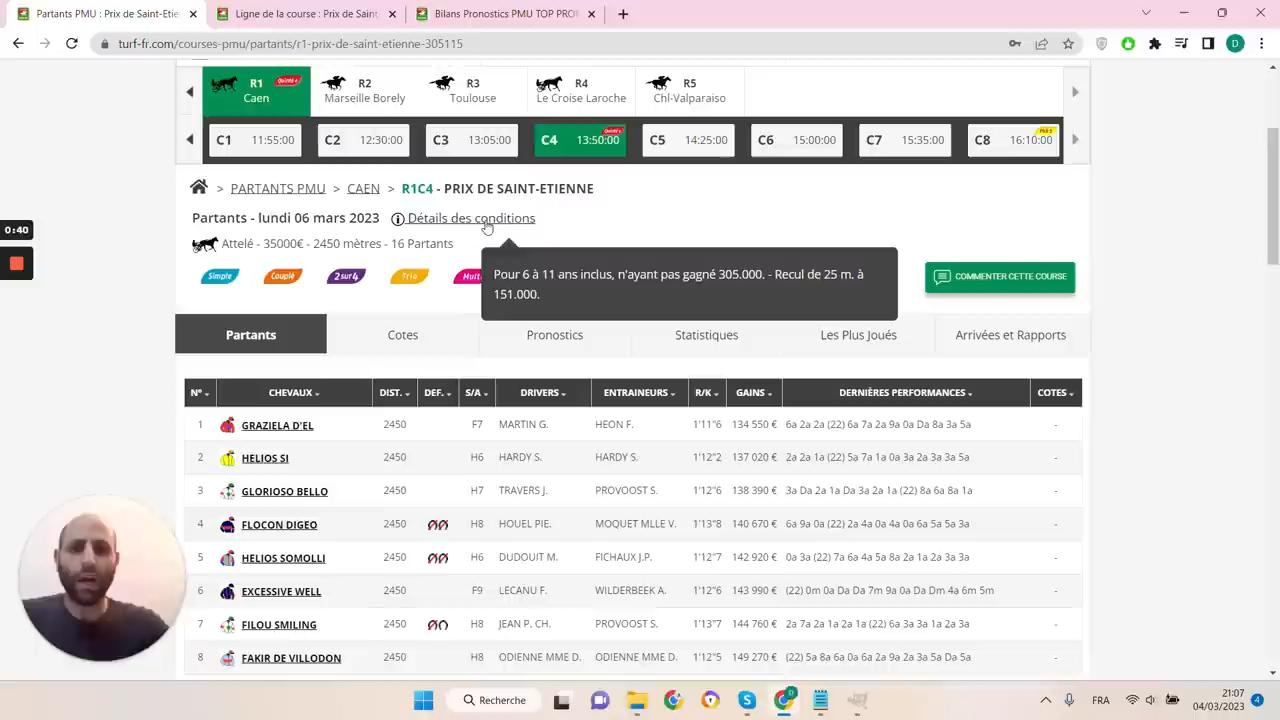 Partants PMU : Prix de Saint-Etie
Turf-fr : Pronostics PMU du Jour
Bilans Pronostics PMU TOP PRO
turf-fr.com/courses-pmu/partants/r1-prix-de-saint-etienne-305115
D
R1 Quinté+ Caen
R2 Marseille Borely
R3 Toulouse
R4 Le Croise Laroche
R5 Chl-Valparaiso
C1 11:55:00 C2 12:30:00 C3 13:05:00 C4 13:50:00 C5 14:25:00 C6 15:00:00 C7 15:35:00 C8 16:10:00
> PARTANTS PMU > CAEN > R1C4 - PRIX DE SAINT-ETIENNE
Partants - lundi 06 mars 2023 Détails des conditions
0:40
Attelé - 35000€ - 2450 mètres - 16 Partants
Simple Couplé 2 sur 4 Trio Mult
Pour 6 à 11 ans inclus, n'ayant pas gagné 305.000. - Recul de 25 m. à
151.000.
COMMENTER CETTE COURSE
Partants Cotes Pronostics Statistiques Les Plus Joués Arrivées et Rapports
N° CHEVAUX DIST. DEF. S/A DRIVERS ENTRAINEURS R/K GAINS DERNIÈRES PERFORMANCES COTES
1 GRAZIELA D'EL 2450 F7 MARTIN G. HEON F. 1'11"6 134 550 € 6a 2a 2a (22) 6a 7a 2a 9a 0a Da 8a 3a 5a -
2 HELIOS SI 2450 H6 HARDY S. HARDY S. 1'12"2 137 020 € 2a 2a 1a (22) 5a 7a 1a 0a 3a 2a 3a 3a 5a -
3 GLORIOSO BELLO 2450 H7 TRAVERS J. PROVOOST S. 1'12"6 138 390 € 3a Da 2a 1a Da 3a 2a 1a (22) 8a 6a 8a 1a -
4 FLOCON DIGEO 2450 H8 HOUEL PIE. MOQUET MLLE V. 1'13"8 140 670 € 6a 9a 0a (22) 2a 4a 0a 4a 0a 6a 2a 5a 3a -
5 HELIOS SOMOLLI 2450 H6 DUDOUIT M. FICHAUX J.P. 1'12"7 142 920 € 0a 3a (22) 7a 6a 4a 5a 8a 2a 1a 2a 3a 3a -
6 EXCESSIVE WELL 2450 F9 LECANU F. WILDERBEEK A. 1'12"6 143 990 € (22) 0m 0a Da Da 7m 9a 0a Da Dm 4a 6m 5m -
7 FILOU SMILING 2450 H8 JEAN P. CH. PROVOOST S. 1'13"7 144 760 € 2a 7a 2a 1a 2a 1a (22) 6a 3a 3a 1a 2a 3a -
8 FAKIR DE VILLODON 2450 H8 ODIENNE MME D. ODIENNE MME D. 1'12"5 149 270 € (22) 5a 8a 6a 0a 6a 2a 9a 2a 3a 5a Da 5a -
Recherche
FRA 21:07
04/03/2023
4